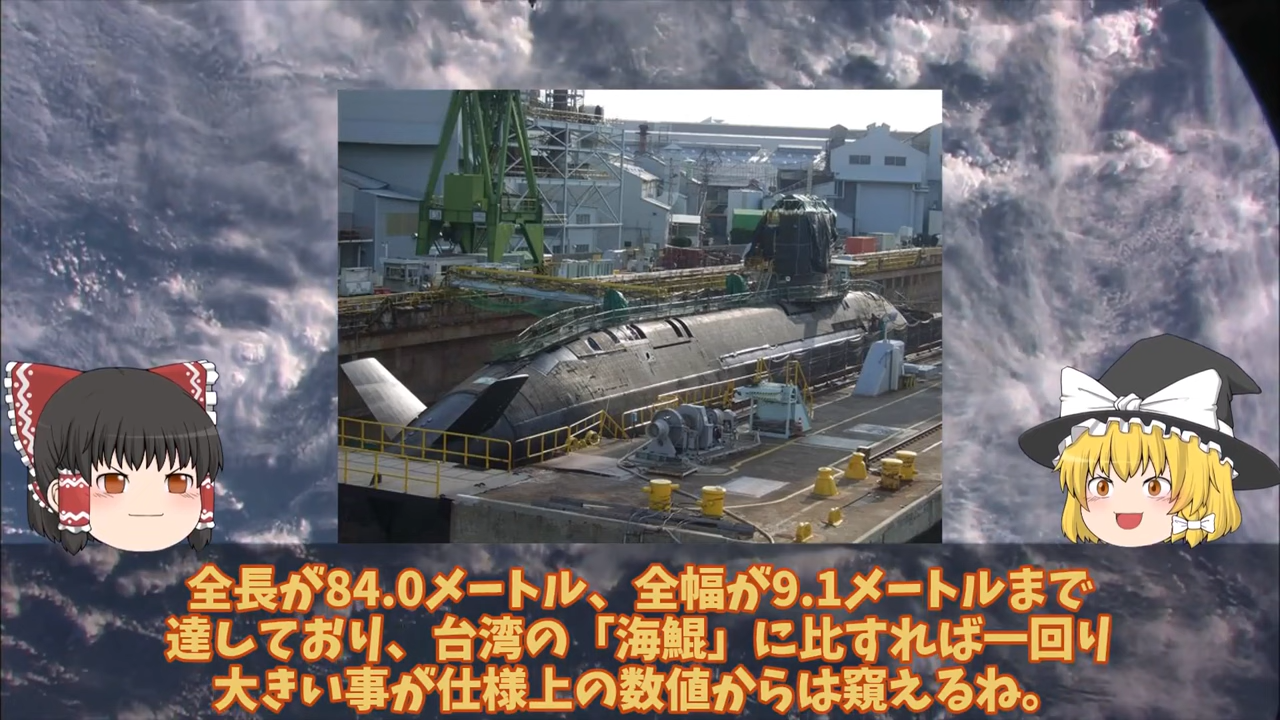 全長が84.0メートル、全幅が9.1メートルまで
達しており、台湾の「海鯤」に比すれば一回り
大きい事が仕様上の数値からは窺えるね。